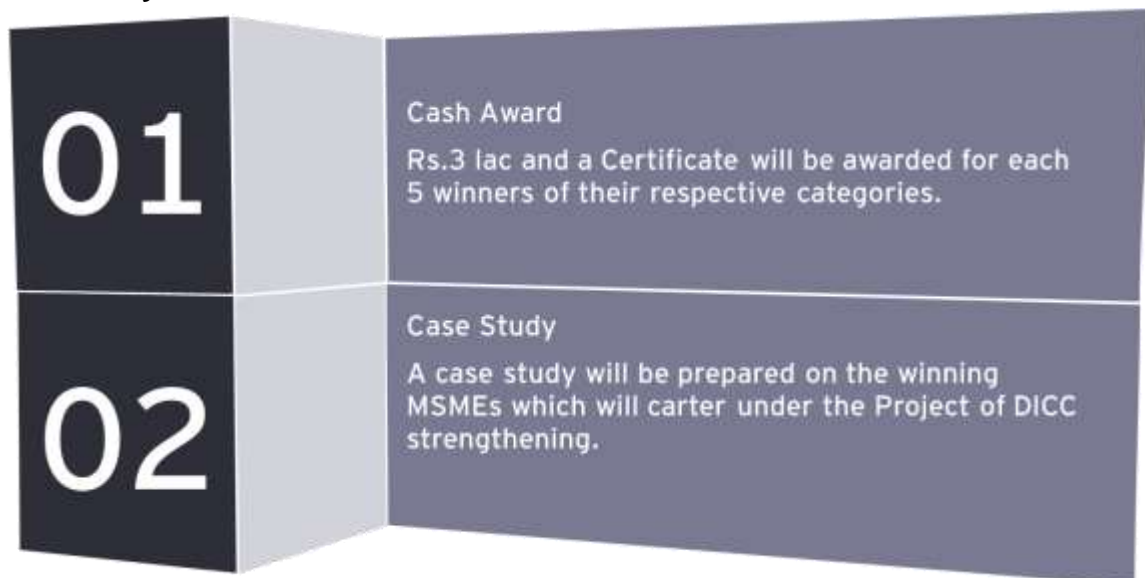 01
Cash Award
Rs.3 lac and a Certificate will be awarded for each
5 winners of their respective categories.
02
Case Study
A case study will be prepared on the winning
MSMEs which will carter under the Project of DICC
strengthening.